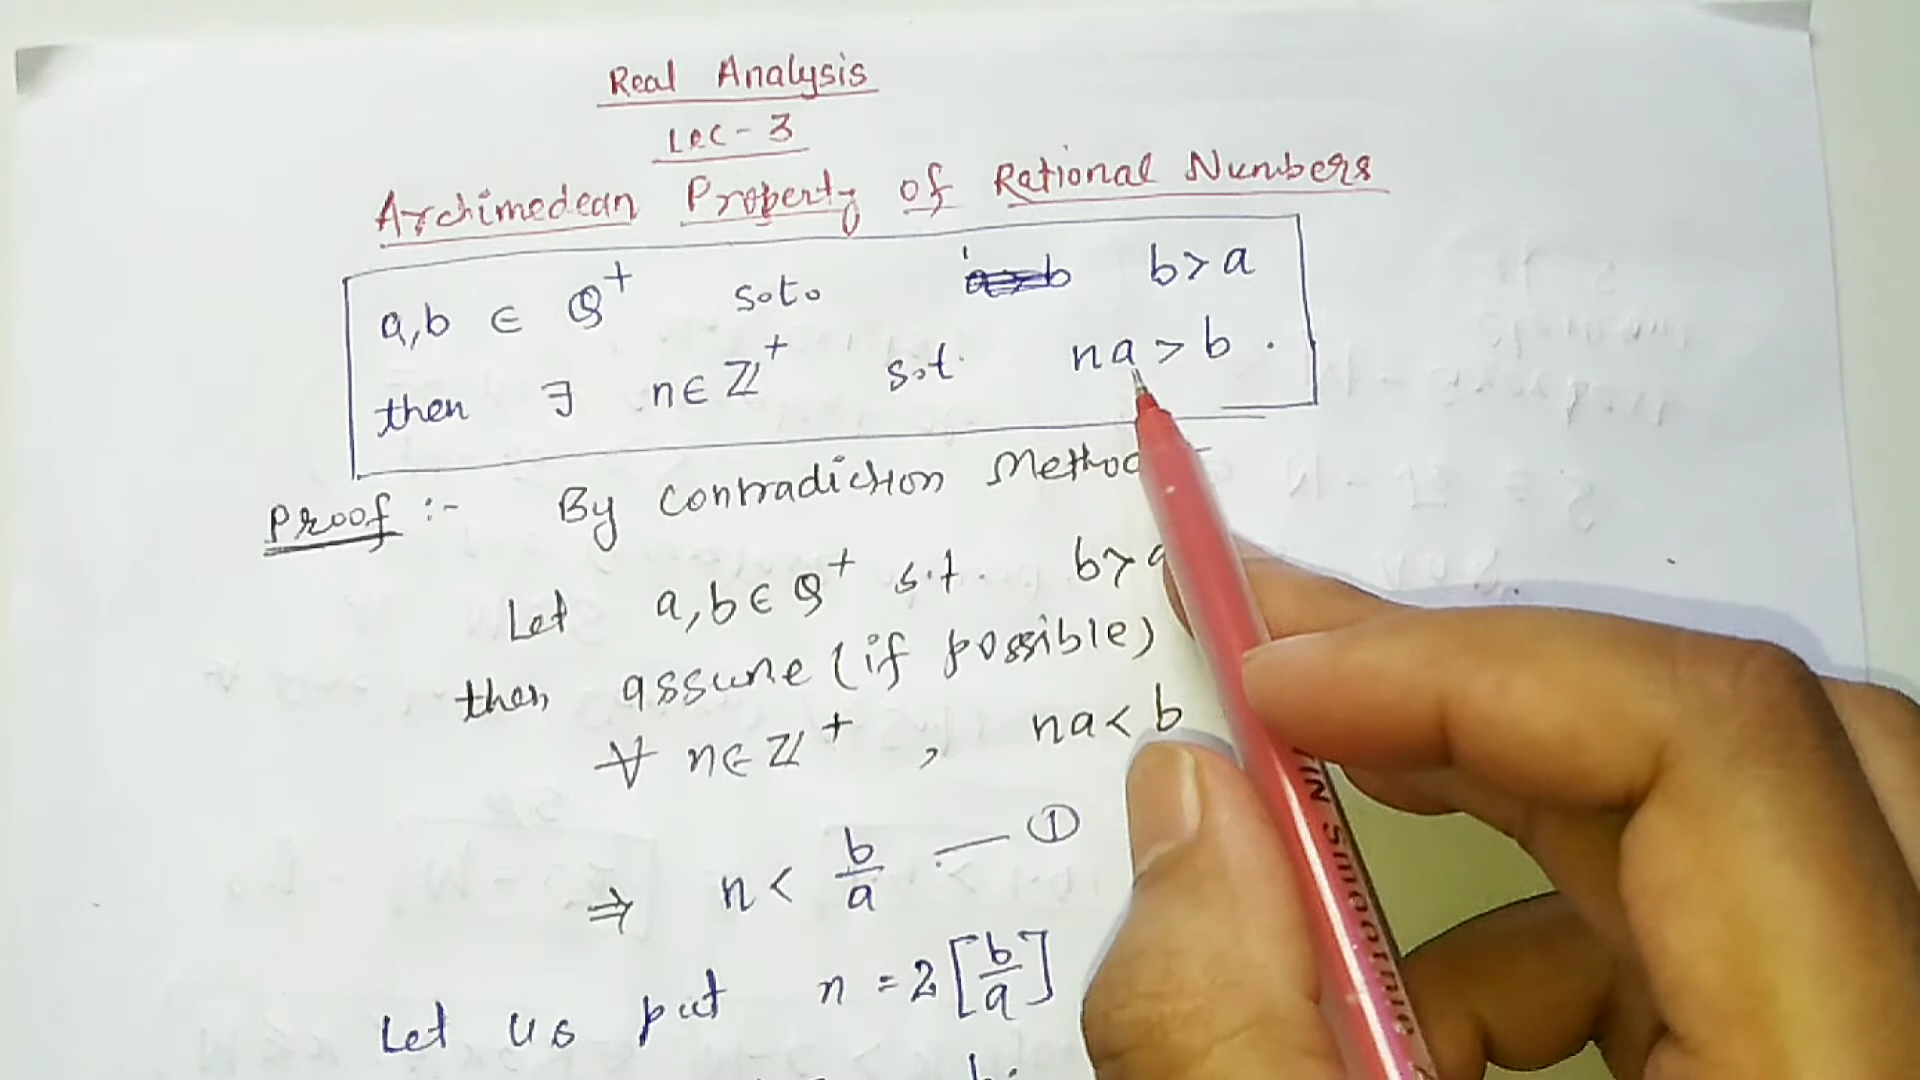 Real Analysis
Lec - 3
Archimedean Property of Rational Numbers
a,b ∈ Q⁺ s.t. b > a
then ∃ n ∈ ℤ⁺ s.t. na > b .
Proof :- By Contradiction Method
Let a,b ∈ Q⁺ s.t. b > a
then assume (if possible)
∀ n ∈ ℤ⁺ , na < b
⇒ n < b/a — ①
Let us put n = 2 [b/a]